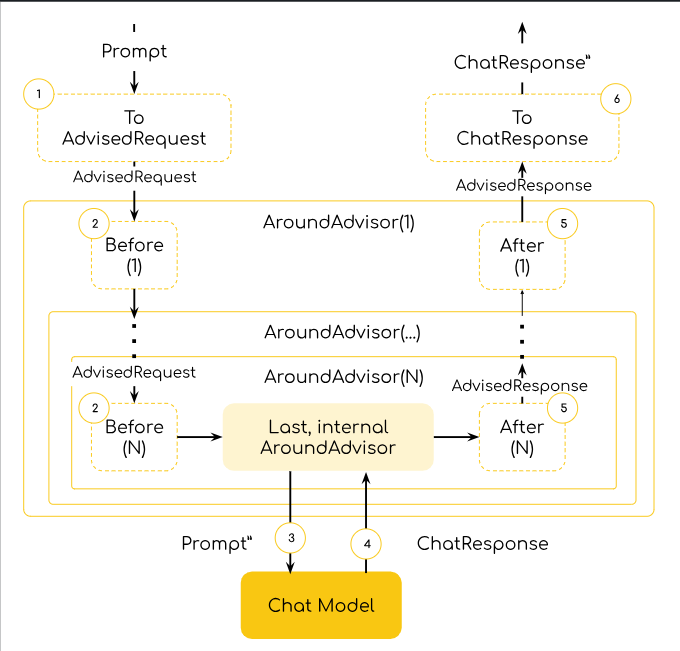 Prompt
ChatResponse"
1
To
AdvisedRequest
6
To
ChatResponse
AdvisedRequest
AdvisedResponse
AroundAdvisor(1)
2
Before
(1)
5
After
(1)
AroundAdvisor(...)
AdvisedRequest
AroundAdvisor(N)
AdvisedResponse
2
Before
(N)
Last, internal
AroundAdvisor
5
After
(N)
Prompt"
3
4
ChatResponse
Chat Model